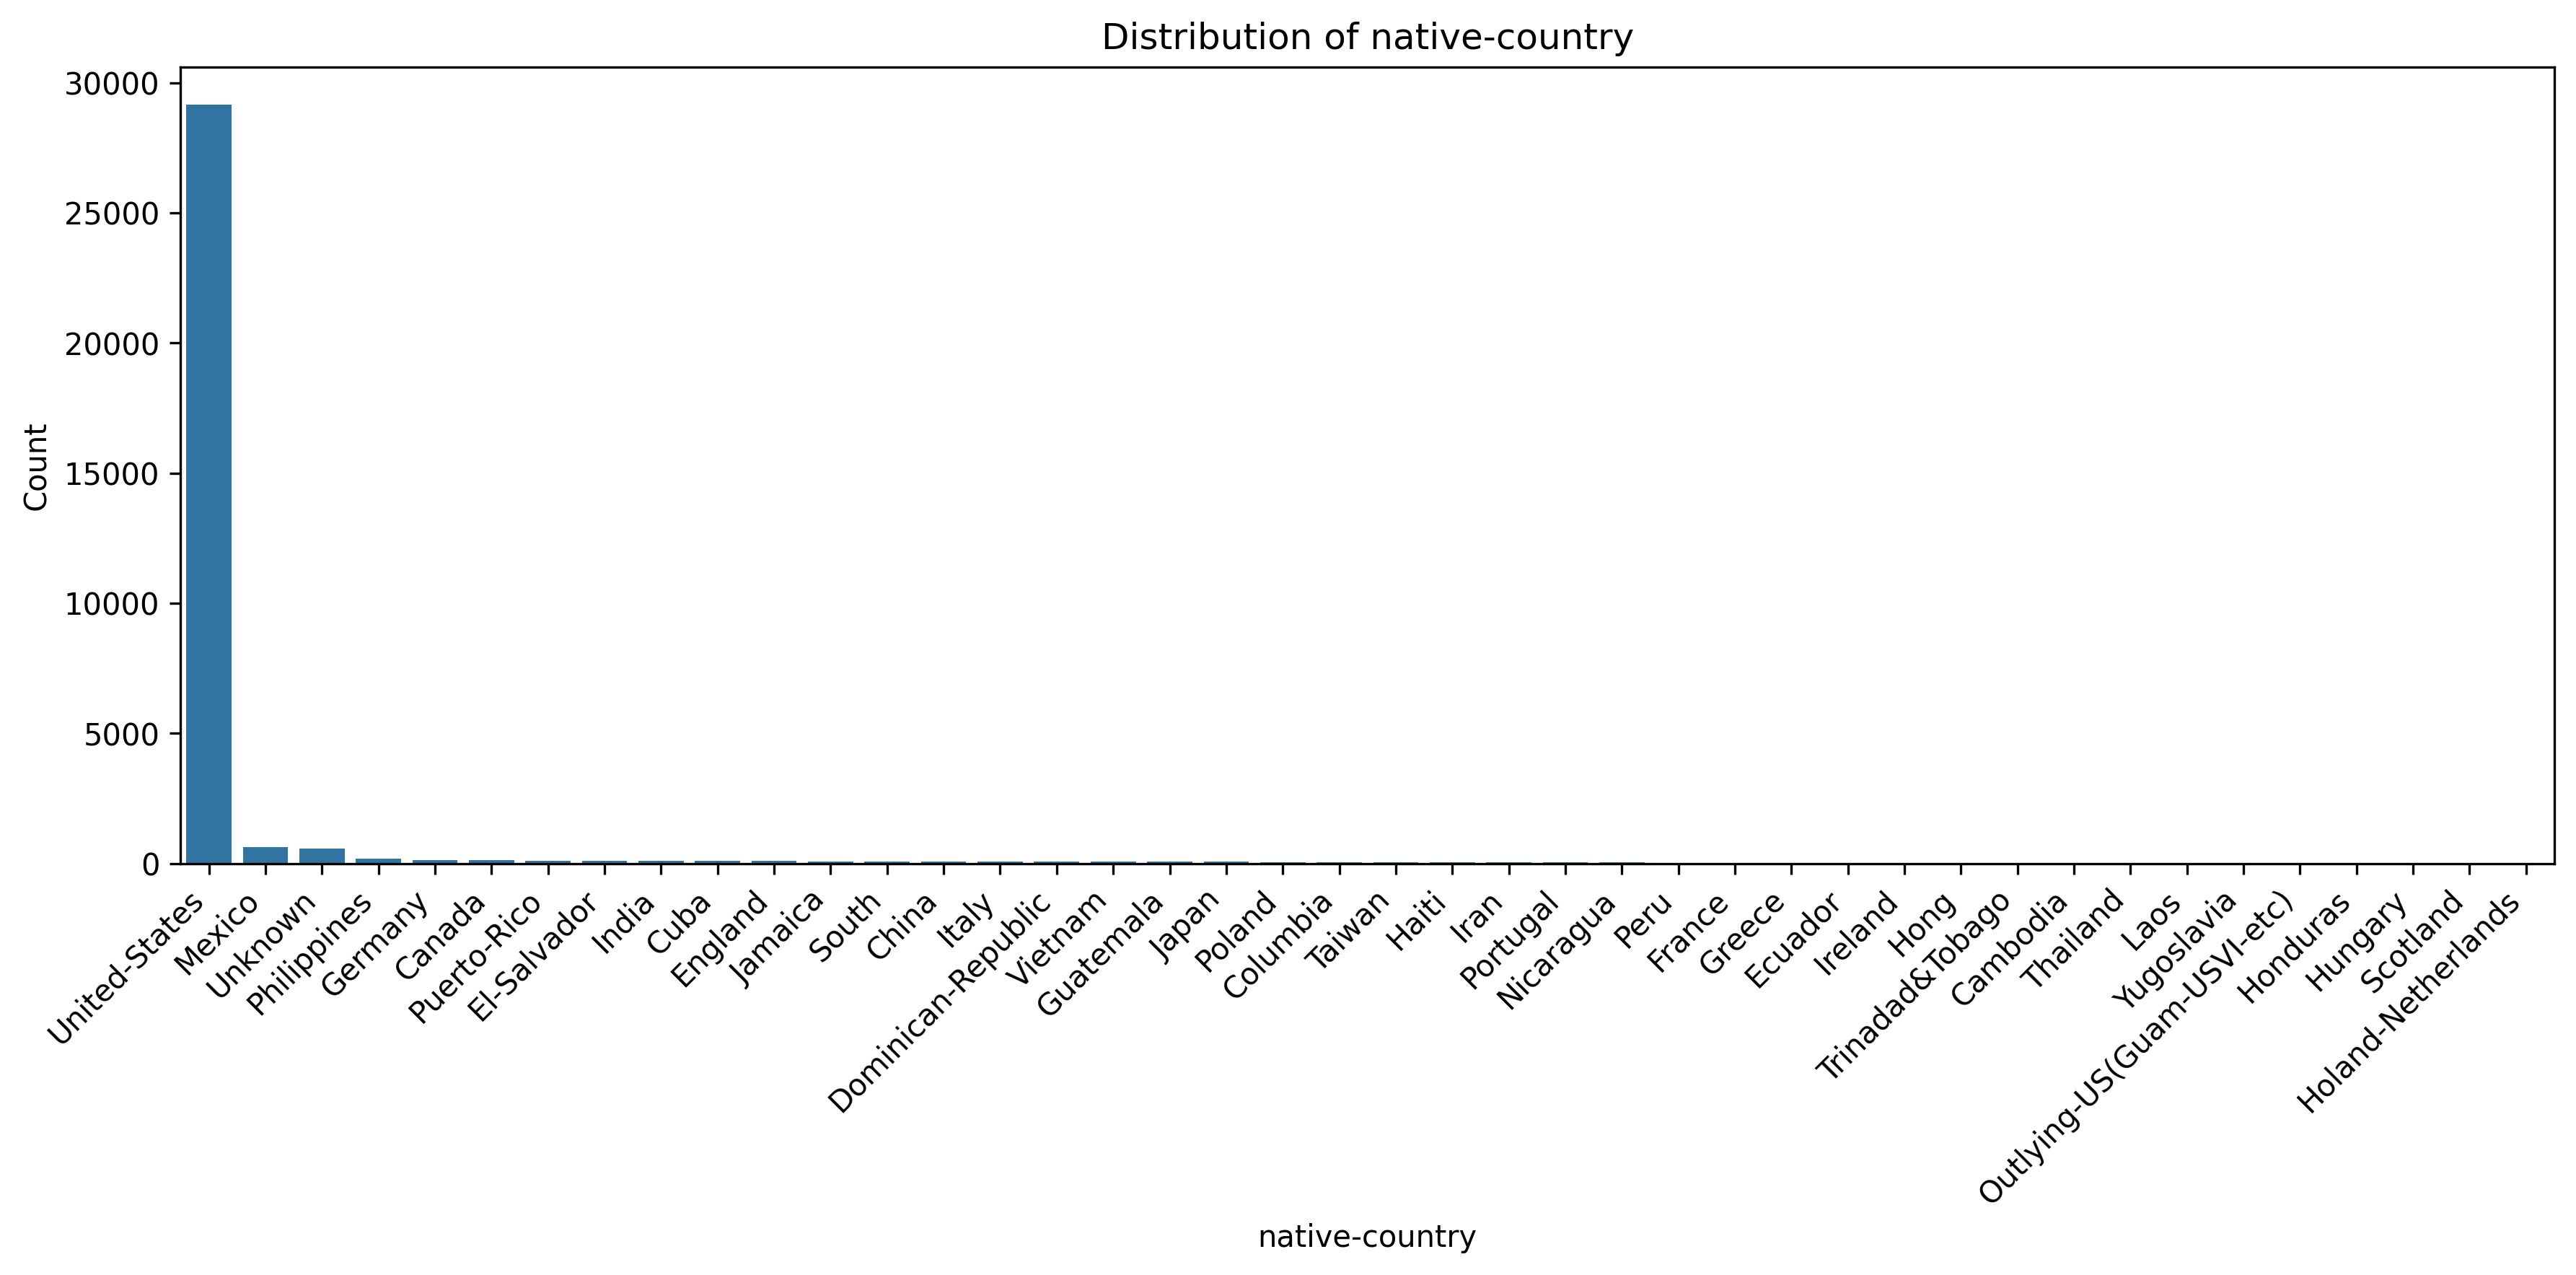 Distribution of native-country
30000
25000
20000
15000
10000
5000
0
Count
United-States
Mexico
Unknown
Philippines
Germany
Canada
Puerto-Rico
El-Salvador
India
Cuba
England
Jamaica
South
China
Italy
Dominican-Republic
Vietnam
Guatemala
Japan
Poland
Columbia
Taiwan
Haiti
Iran
Portugal
Nicaragua
Peru
France
Greece
Ecuador
Ireland
Hong
Trinadad&Tobago
Cambodia
Thailand
Laos
Yugoslavia
Outlying-US(Guam-USVI-etc)
Honduras
Hungary
Scotland
Holand-Netherlands
native-country